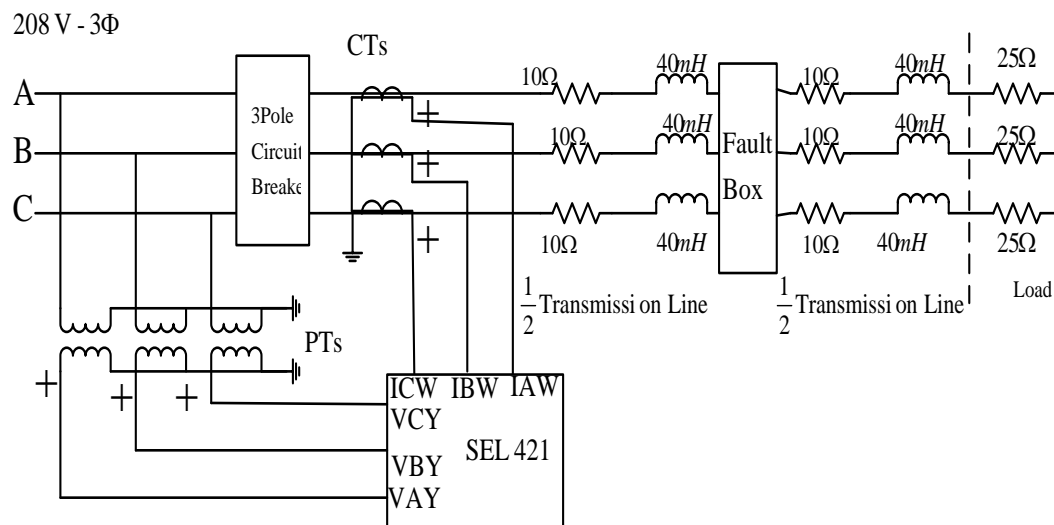 208 V - 3Φ
CTs
A
B
C
3Pole
Circuit
Breake
10Ω
40mH
10Ω
40mH
25Ω
10Ω
40mH
10Ω
40mH
25Ω
10Ω
40mH
10Ω
40mH
25Ω
Fault
Box
+
+
+
1/2 Transmissi on Line
1/2 Transmissi on Line
Load
PTs
+
+
+
ICW IBW IAW
VCY
SEL 421
VBY
VAY